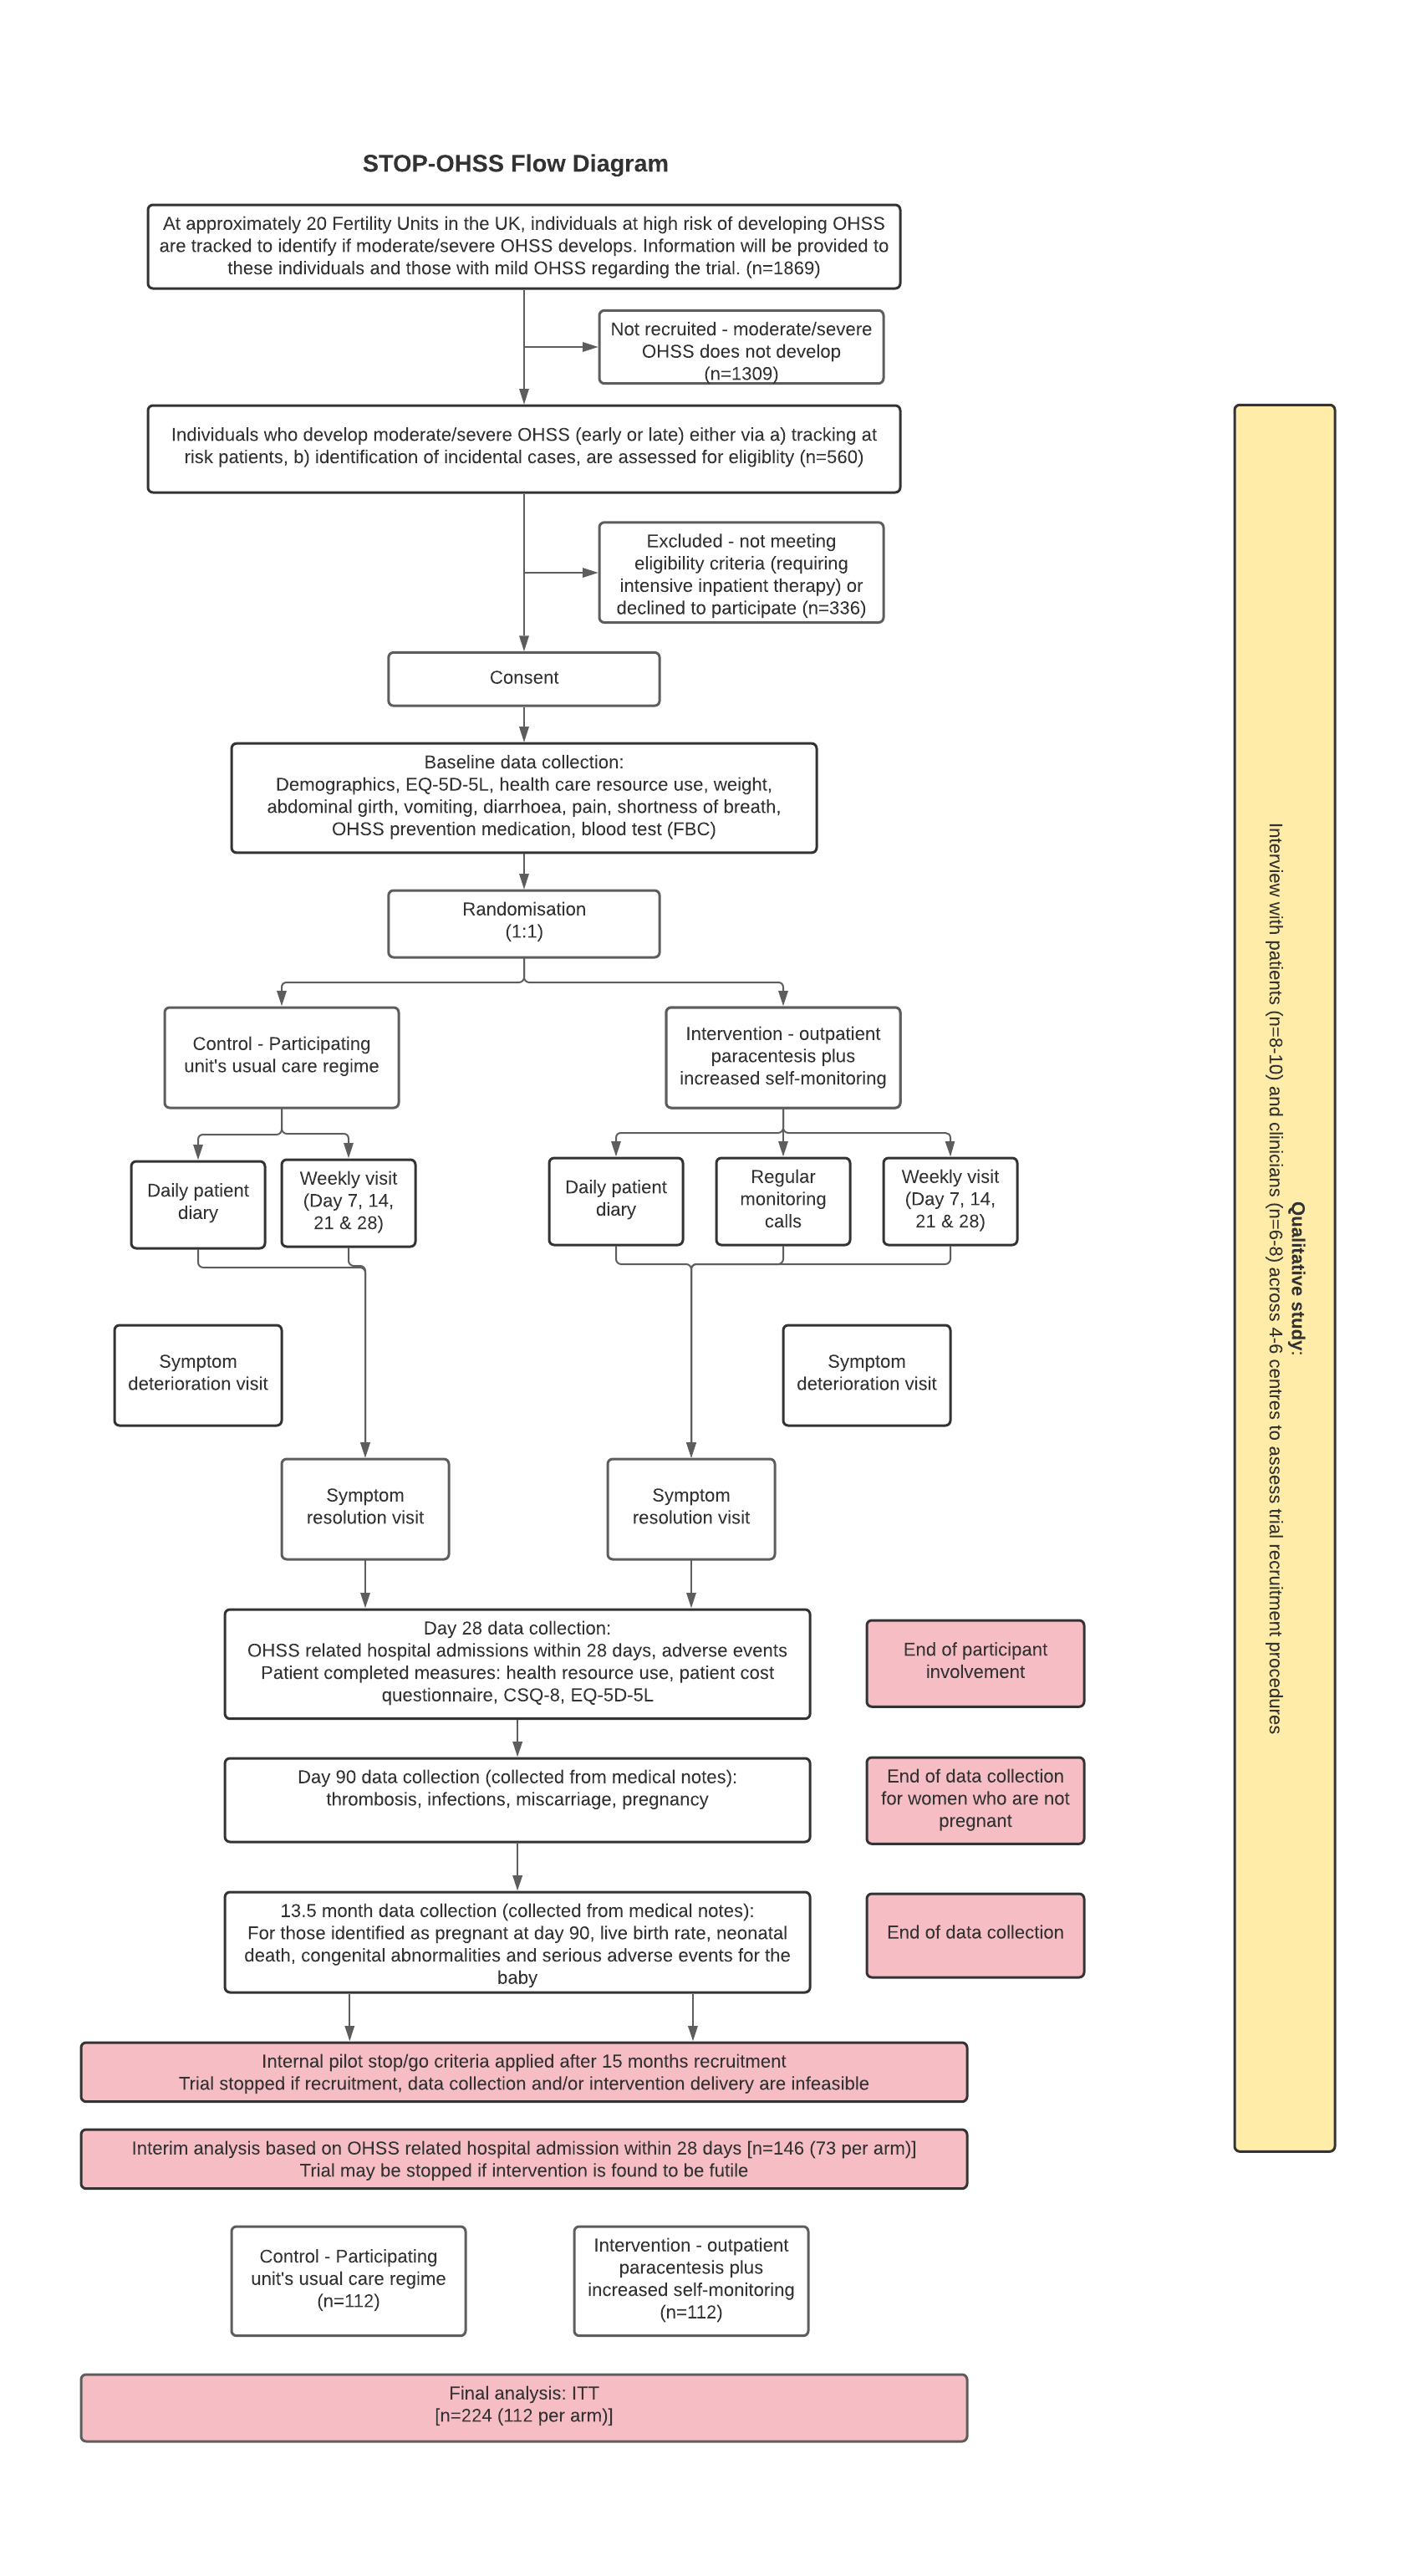 STOP-OHSS Flow Diagram
At approximately 20 Fertility Units in the UK, individuals at high risk of developing OHSS
are tracked to identify if moderate/severe OHSS develops. Information will be provided to
these individuals and those with mild OHSS regarding the trial. (n=1869)
Not recruited - moderate/severe
OHSS does not develop
(n=1309)
Individuals who develop moderate/severe OHSS (early or late) either via a) tracking at
risk patients, b) identification of incidental cases, are assessed for eligiblity (n=560)
Excluded - not meeting
eligibility criteria (requiring
intensive inpatient therapy) or
declined to participate (n=336)
Consent
Baseline data collection:
Demographics, EQ-5D-5L, health care resource use, weight,
abdominal girth, vomiting, diarrhoea, pain, shortness of breath,
OHSS prevention medication, blood test (FBC)
Randomisation
(1:1)
Control - Participating
unit's usual care regime
Intervention - outpatient
paracentesis plus
increased self-monitoring
Daily patient
diary
Weekly visit
(Day 7, 14,
21 & 28)
Daily patient
diary
Regular
monitoring
calls
Weekly visit
(Day 7, 14,
21 & 28)
Symptom
deterioration visit
Symptom
deterioration visit
Symptom
resolution visit
Symptom
resolution visit
Day 28 data collection:
OHSS related hospital admissions within 28 days, adverse events
Patient completed measures: health resource use, patient cost
questionnaire, CSQ-8, EQ-5D-5L
End of participant
involvement
Day 90 data collection (collected from medical notes):
thrombosis, infections, miscarriage, pregnancy
End of data collection
for women who are not
pregnant
13.5 month data collection (collected from medical notes):
For those identified as pregnant at day 90, live birth rate, neonatal
death, congenital abnormalities and serious adverse events for the
baby
End of data collection
Internal pilot stop/go criteria applied after 15 months recruitment
Trial stopped if recruitment, data collection and/or intervention delivery are infeasible
Interim analysis based on OHSS related hospital admission within 28 days [n=146 (73 per arm)]
Trial may be stopped if intervention is found to be futile
Control - Participating
unit's usual care regime
(n=112)
Intervention - outpatient
paracentesis plus
increased self-monitoring
(n=112)
Final analysis: ITT
[n=224 (112 per arm)]
Qualitative study:
Interview with patients (n=8-10) and clinicians (n=6-8) across 4-6 centres to assess trial recruitment procedures